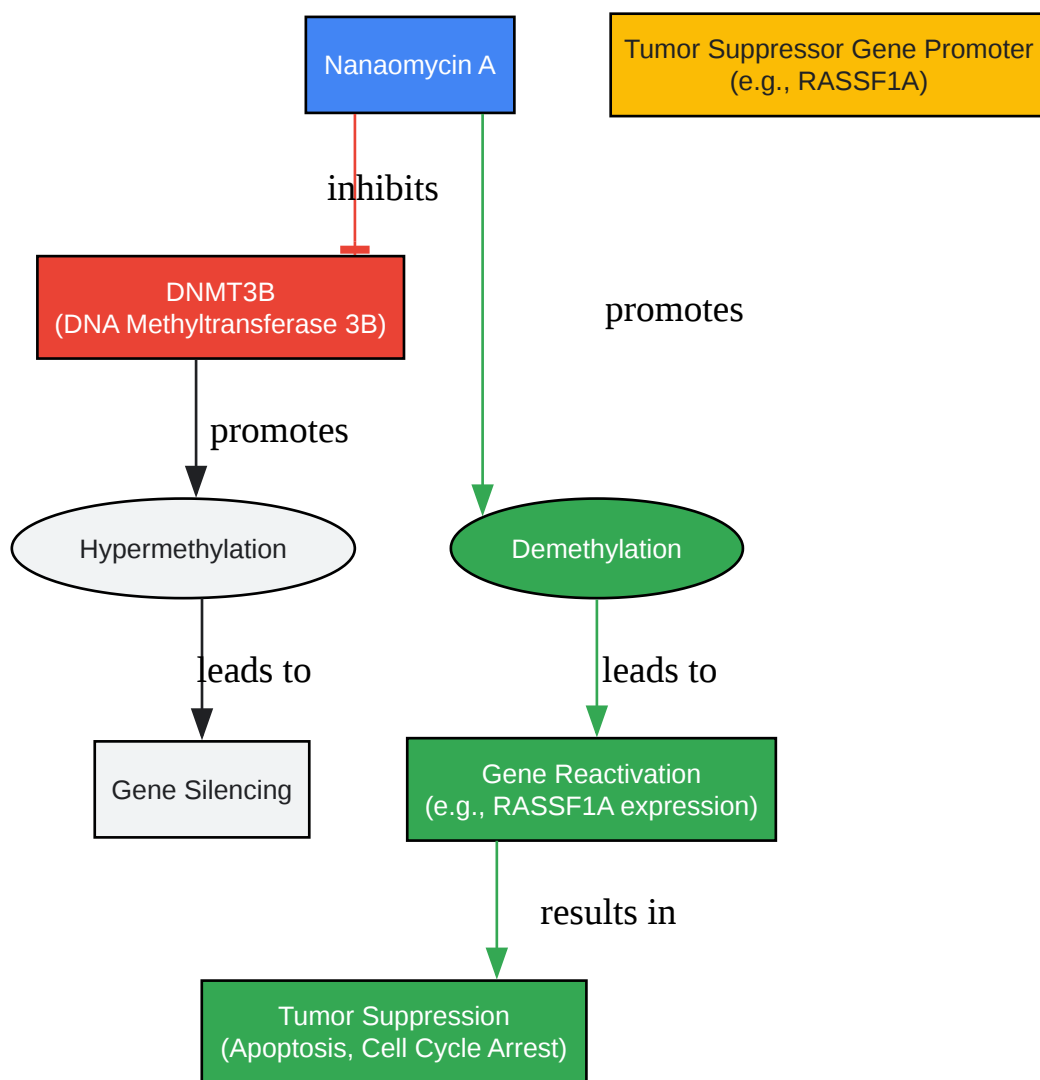 Nanaomycin A
Tumor Suppressor Gene Promoter
(e.g., RASSF1A)
inhibits
DNMT3B
(DNA Methyltransferase 3B)
promotes
promotes
Hypermethylation
Demethylation
leads to
leads to
Gene Silencing
Gene Reactivation
(e.g., RASSF1A expression)
results in
Tumor Suppression
(Apoptosis, Cell Cycle Arrest)